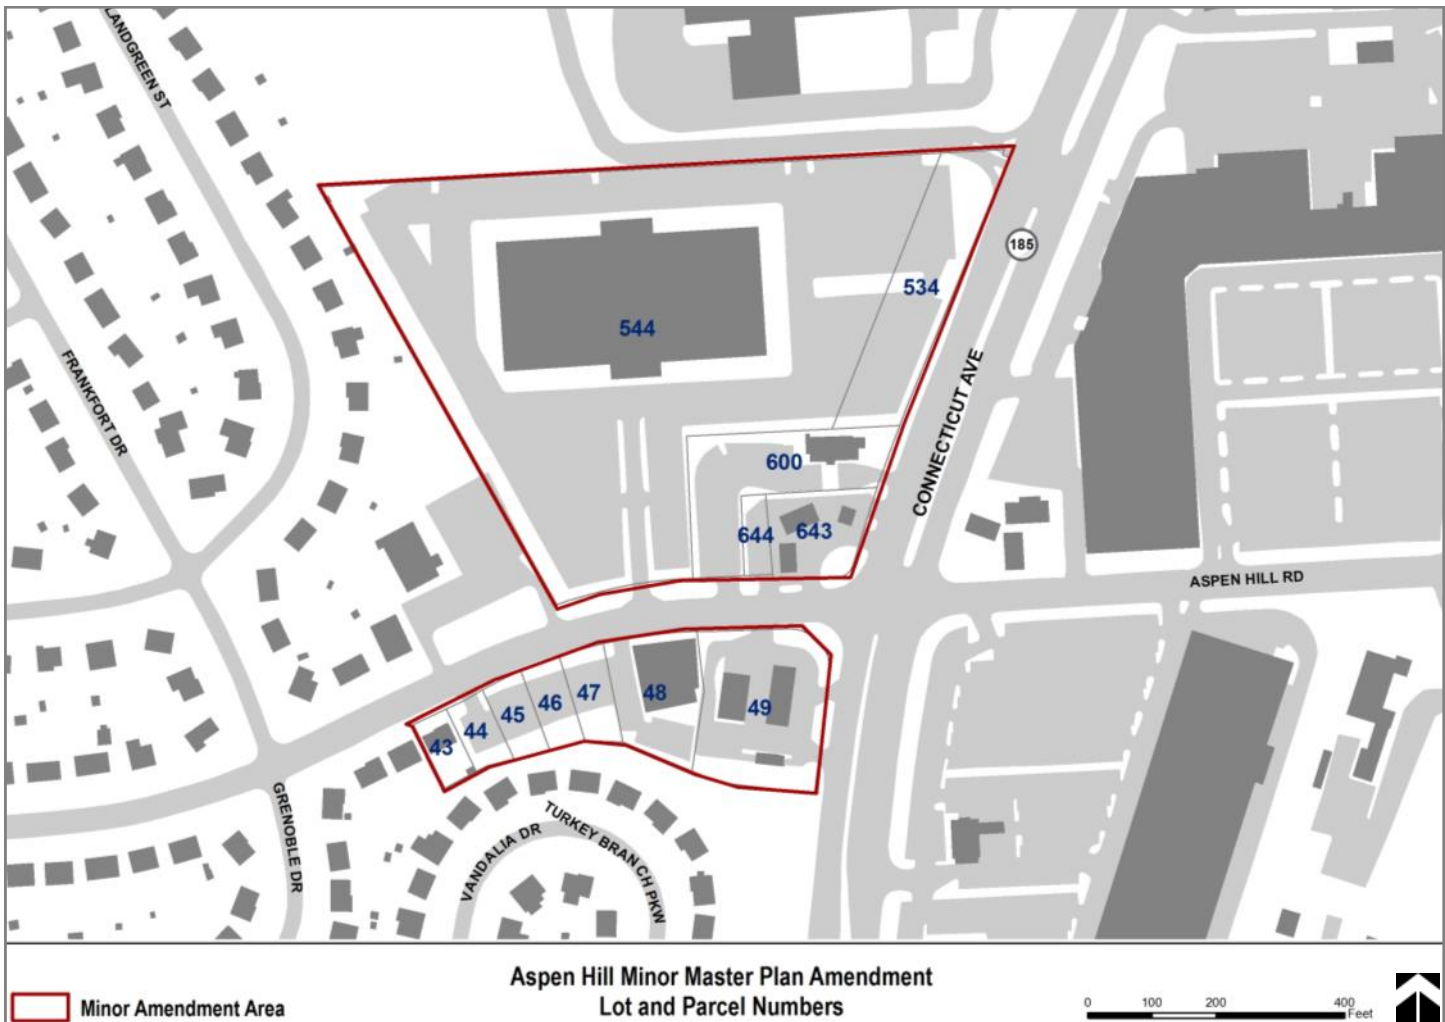 LANDGREEN ST
185
534
544
FRANKFORT DR
CONNECTICUT AVE
600
644
643
ASPEN HILL RD
43
44
45
46
47
48
49
GRENOBLE DR
VANDALIA DR
TURKEY BRANCH PKW
Minor Amendment Area
Aspen Hill Minor Master Plan Amendment
Lot and Parcel Numbers
0 100 200 400
Feet